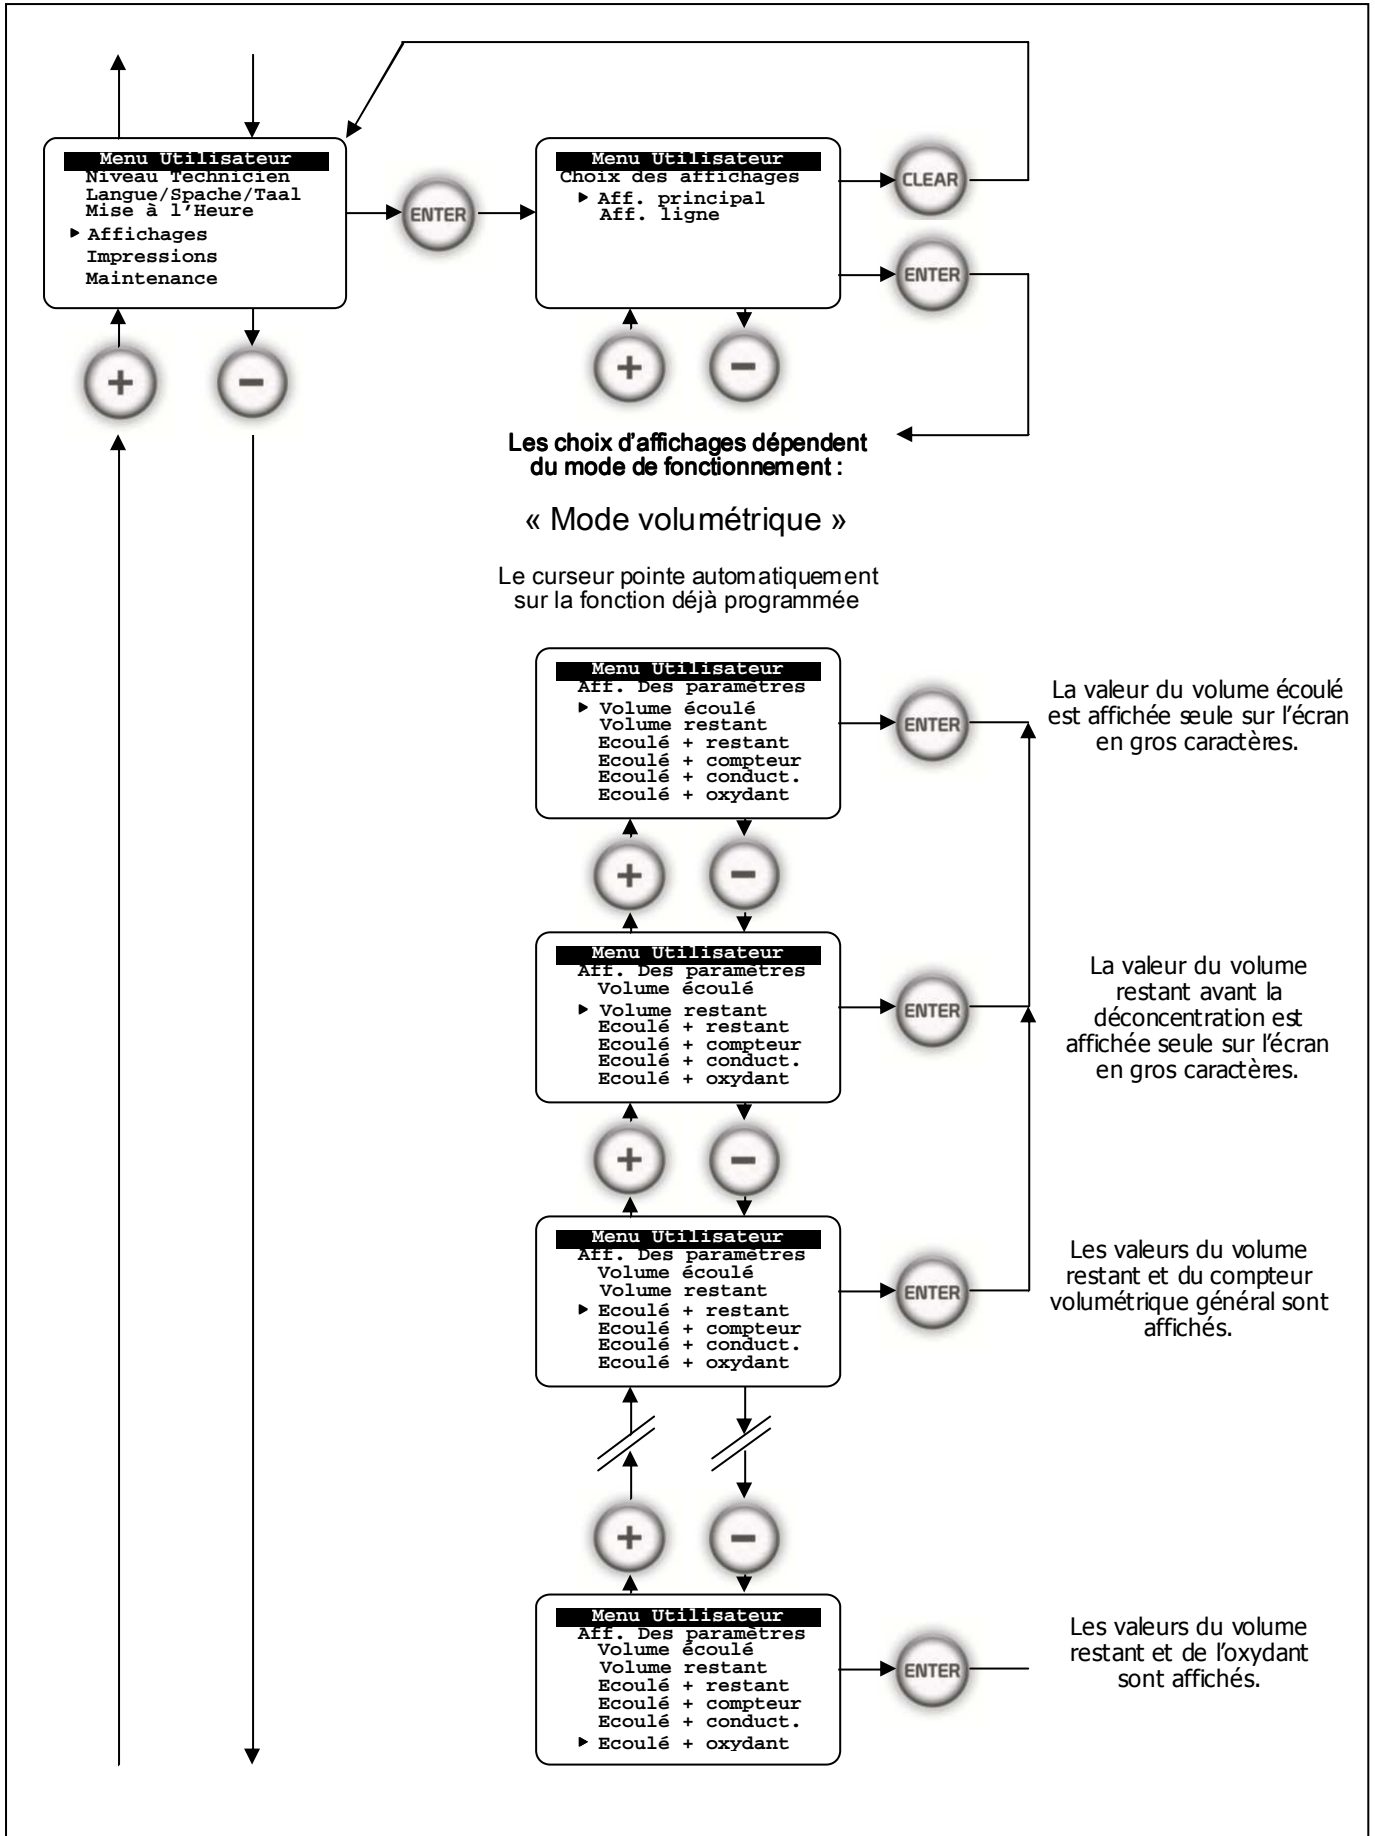 Menu Utilisateur
Niveau Technicien
Langue/Spache/Taal
Mise à l'Heure
▶ Affichages
Impressions
Maintenance
ENTER
Menu Utilisateur
Choix des affichages
▶ Aff. principal
Aff. ligne
CLEAR
ENTER
+
-
+
-
Les choix d'affichages dépendent
du mode de fonctionnement :
« Mode volumétrique »
Le curseur pointe automatiquement
sur la fonction déjà programmée
Menu Utilisateur
Aff. Des paramètres
▶ Volume écoulé
Volume restant
Ecoulé + restant
Ecoulé + compteur
Ecoulé + conduct.
Ecoulé + oxydant
ENTER
La valeur du volume écoulé
est affichée seule sur l'écran
en gros caractères.
+
-
Menu Utilisateur
Aff. Des paramètres
Volume écoulé
▶ Volume restant
Ecoulé + restant
Ecoulé + compteur
Ecoulé + conduct.
Ecoulé + oxydant
ENTER
La valeur du volume
restant avant la
déconcentration est
affichée seule sur l'écran
en gros caractères.
+
-
Menu Utilisateur
Aff. Des paramètres
Volume écoulé
Volume restant
▶ Ecoulé + restant
Ecoulé + compteur
Ecoulé + conduct.
Ecoulé + oxydant
ENTER
Les valeurs du volume
restant et du compteur
volumétrique général sont
affichés.
+
-
Menu Utilisateur
Aff. Des paramètres
Volume écoulé
Volume restant
Ecoulé + restant
Ecoulé + compteur
Ecoulé + conduct.
▶ Ecoulé + oxydant
ENTER
Les valeurs du volume
restant et de l'oxydant
sont affichés.